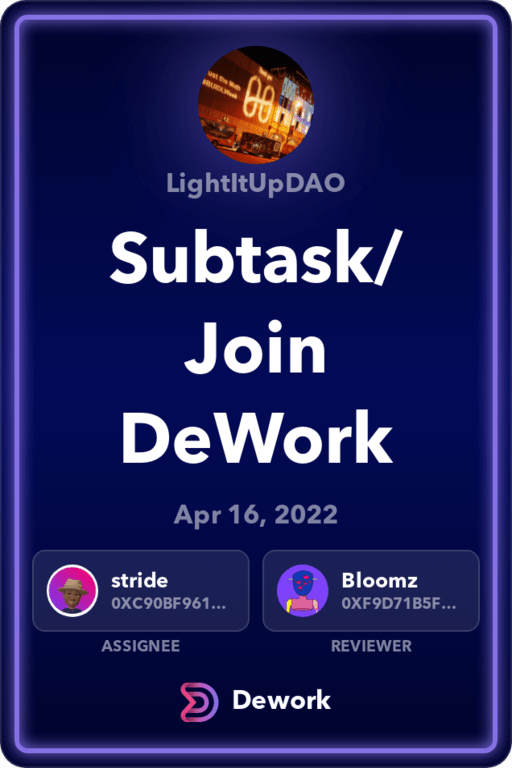 LightItUpDAO
Subtask/
Join
DeWork
Apr 16, 2022
stride
0XC90BF961...
Bloomz
0XF9D71B5F...
ASSIGNEE
REVIEWER
Dework